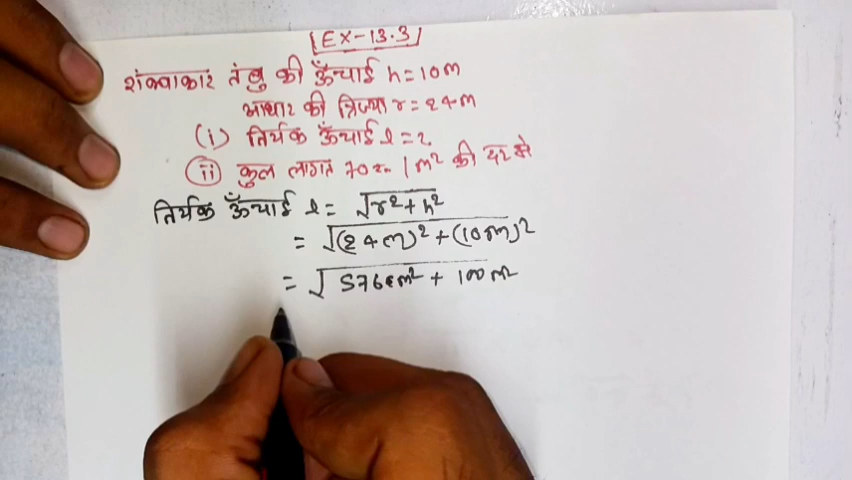 [Ex-13.3]
शंक्वाकार तंबु की ऊँचाई h=10m
आधार की त्रिज्या r=24m
(i) तिर्यक ऊँचाई l=?
(ii) कुल लागत 70रू 1m² की दर से
तिर्यक ऊँचाई l= √r²+h²
= √(24m)²+(10m)²
= √576m²+100m²
=